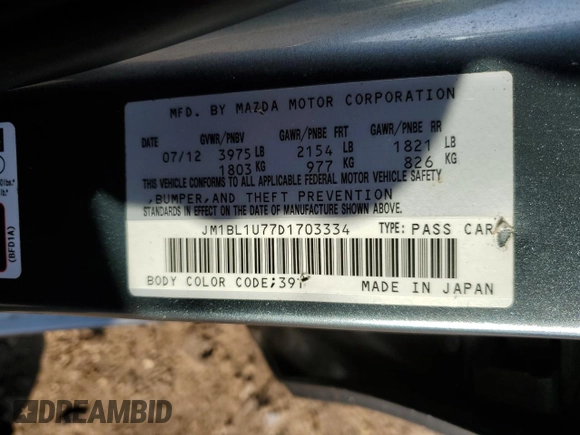 MFD. BY MAZDA MOTOR CORPORATION
DATE GVWR/PNBV GAWR/PNBE FRT GAWR/PNBE RR
07/12 3975 LB 2154 LB 1821 LB
1803 KG 977 KG 826 KG
THIS VEHICLE CONFORMS TO ALL APPLICABLE FEDERAL MOTOR VEHICLE SAFETY
,BUMPER,AND THEFT PREVENTION
STANDARDS IN EFFECT ON THE DATE OF MANUFACTURE SHOWN ABOVE.
JM1BL1U77D1703334 TYPE: PASS CAR
BODY COLOR CODE;39
MADE IN JAPAN
(BFD1A)
DREAMBID